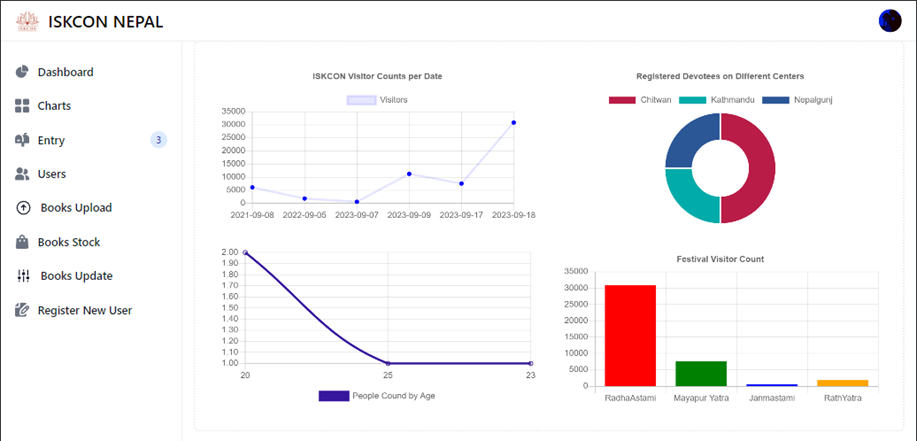 ISKCON NEPAL
Dashboard
Charts
Entry 3
Users
Books Upload
Books Stock
Books Update
Register New User
ISKCON Visitor Counts per Date
Visitors
35000
30000
25000
20000
15000
10000
5000
0
2021-09-08 2022-09-05 2023-09-07 2023-09-09 2023-09-17 2023-09-18
Registered Devotees on Different Centers
Chitwan Kathmandu Nepalgunj
2.00
1.90
1.80
1.70
1.60
1.50
1.40
1.30
1.20
1.10
1.00
20 25 23
People Cound by Age
Festival Visitor Count
35000
30000
25000
20000
15000
10000
5000
0
RadhaAstami Mayapur Yatra Janmastami RathYatra